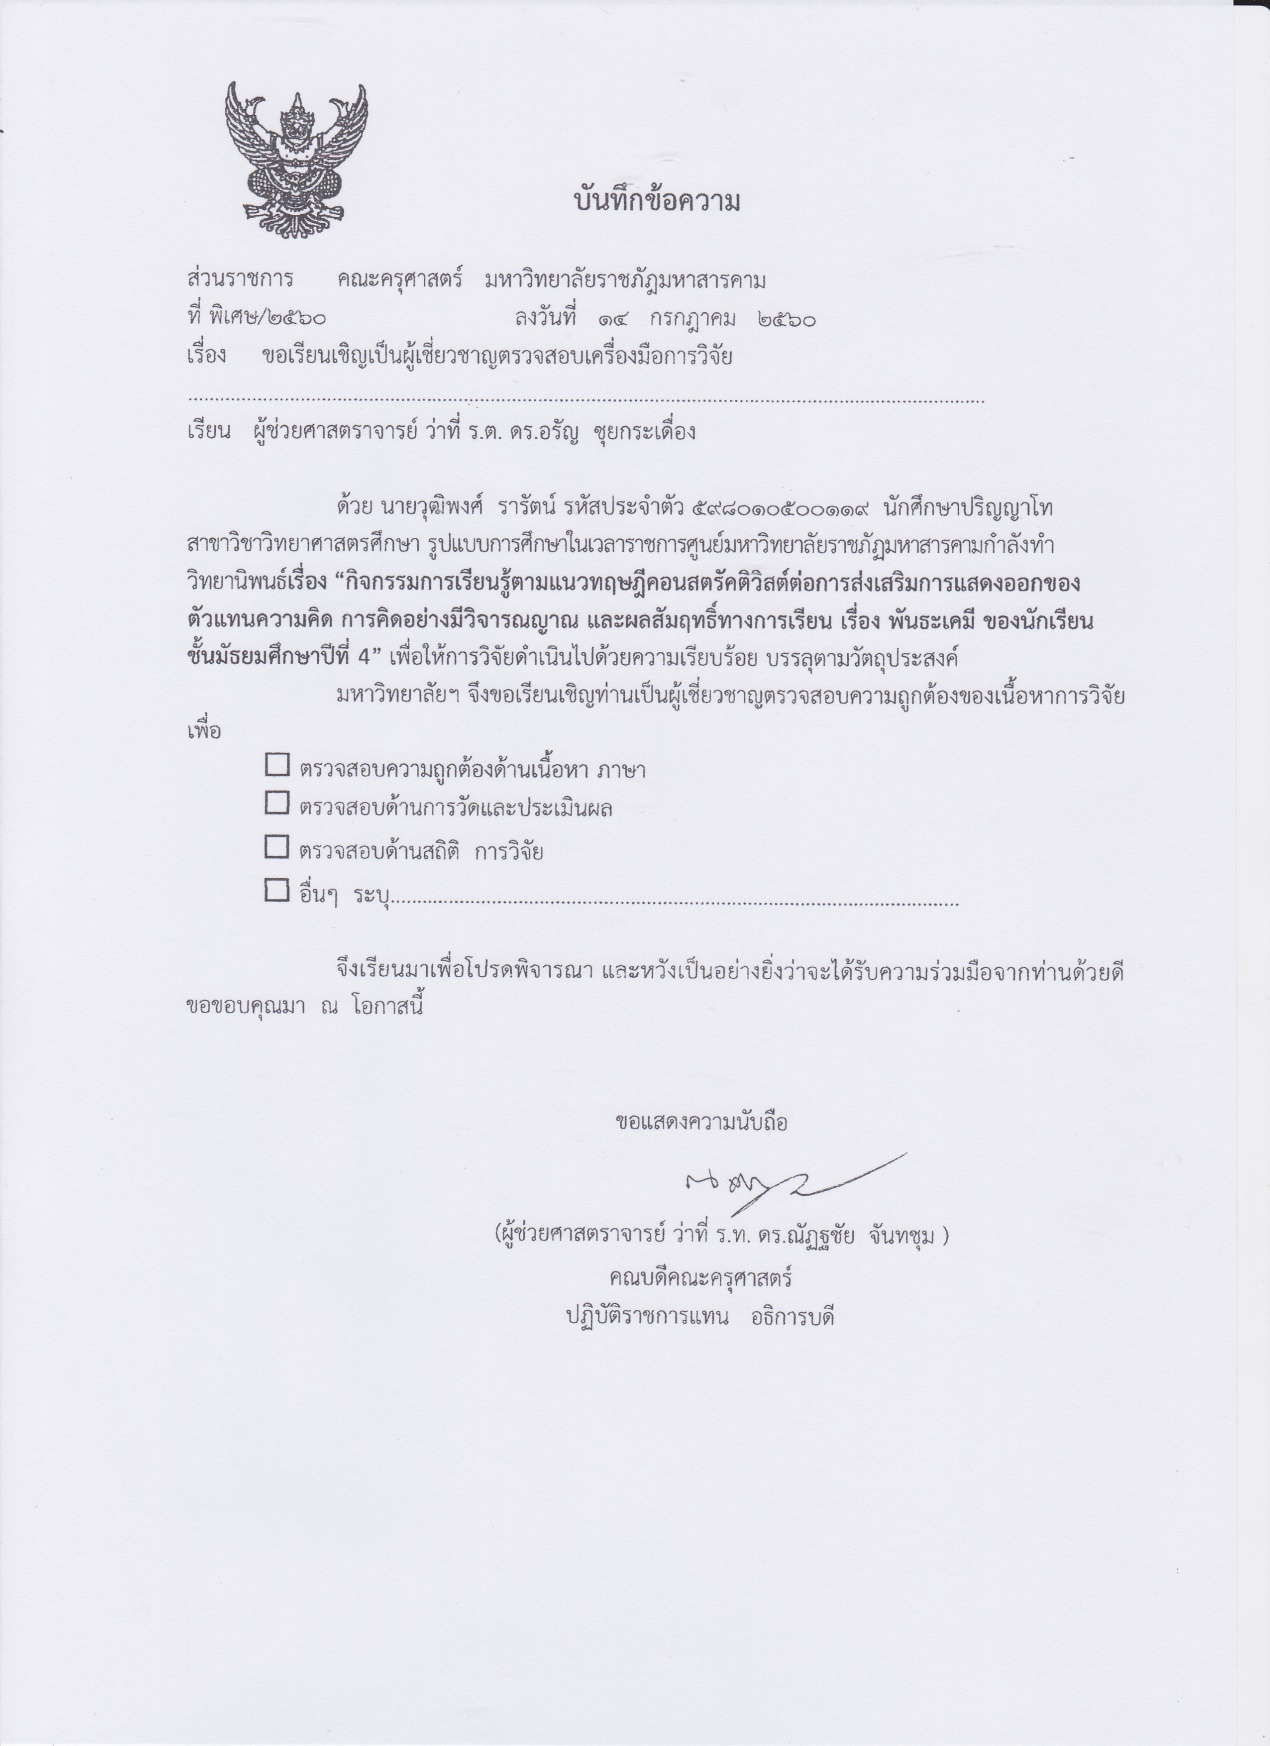 บันทึกข้อความ
ส่วนราชการ คณะครุศาสตร์ มหาวิทยาลัยราชภัฏมหาสารคาม
ที่ พิเศษ/๒๕๖๐ ลงวันที่ ๑๔ กรกฎาคม ๒๕๖๐
เรื่อง ขอเรียนเชิญเป็นผู้เชี่ยวชาญตรวจสอบเครื่องมือการวิจัย
เรียน ผู้ช่วยศาสตราจารย์ ว่าที่ ร.ต. ดร.อรัญ ซุยกระเดื่อง
ด้วย นายวุฒิพงศ์ รารัตน์ รหัสประจำตัว ๕๙๘๐๑๐๕๐๐๑๑๙ นักศึกษาปริญญาโท
สาขาวิชาวิทยาศาสตรศึกษา รูปแบบการศึกษาในเวลาราชการศูนย์มหาวิทยาลัยราชภัฏมหาสารคามกำลังทำ
วิทยานิพนธ์เรื่อง “กิจกรรมการเรียนรู้ตามแนวทฤษฎีคอนสตรัคติวิสต์ต่อการส่งเสริมการแสดงออกของ
ตัวแทนความคิด การคิดอย่างมีวิจารณญาณ และผลสัมฤทธิ์ทางการเรียน เรื่อง พันธะเคมี ของนักเรียน
ชั้นมัธยมศึกษาปีที่ 4” เพื่อให้การวิจัยดำเนินไปด้วยความเรียบร้อย บรรลุตามวัตถุประสงค์
มหาวิทยาลัยฯ จึงขอเรียนเชิญท่านเป็นผู้เชี่ยวชาญตรวจสอบความถูกต้องของเนื้อหาการวิจัย
เพื่อ
ตรวจสอบความถูกต้องด้านเนื้อหา ภาษา
ตรวจสอบด้านการวัดและประเมินผล
ตรวจสอบด้านสถิติ การวิจัย
อื่นๆ ระบุ
จึงเรียนมาเพื่อโปรดพิจารณา และหวังเป็นอย่างยิ่งว่าจะได้รับความร่วมมือจากท่านด้วยดี
ขอขอบคุณมา ณ โอกาสนี้
ขอแสดงความนับถือ
(ผู้ช่วยศาสตราจารย์ ว่าที่ ร.ท. ดร.ณัฏฐชัย จันทชุม )
คณบดีคณะครุศาสตร์
ปฏิบัติราชการแทน อธิการบดี